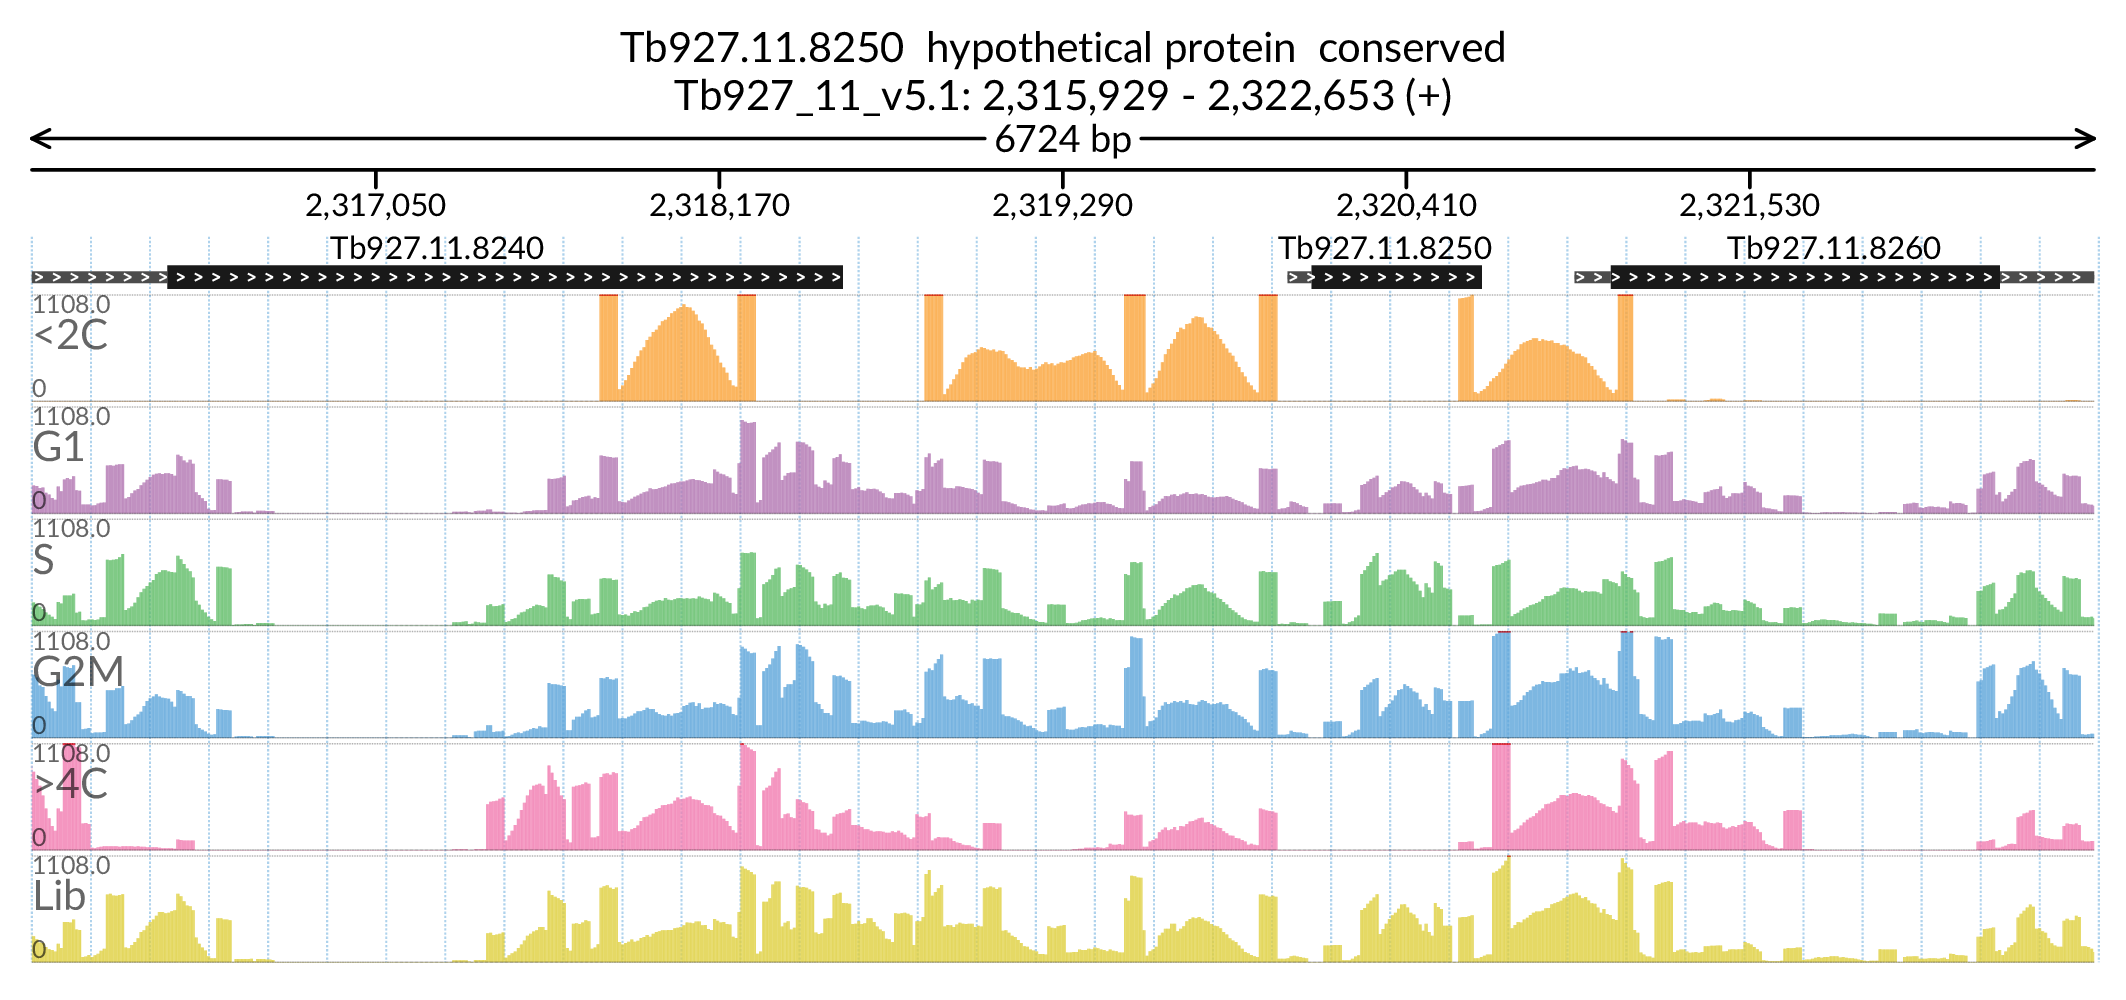 Tb927.11.8250 hypothetical protein conserved
Tb927_11_v5.1: 2,315,929 - 2,322,653 (+)
6724 bp
2,317,050 2,318,170 2,319,290 2,320,410 2,321,530
Tb927.11.8240 Tb927.11.8250 Tb927.11.8260
1108.0
<2C
0
1108.0
G1
0
1108.0
S
0
1108.0
G2M
0
1108.0
>4C
0
1108.0
Lib
0